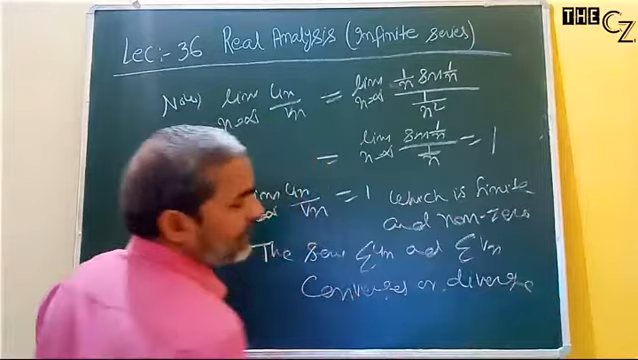 THE CZ.
Lec:- 36 Real Analysis (Infinite series)
Now, lim n→∞ un/vn = lim n→∞ (1/n sin 1/n)/(1/n²)
= lim n→∞ (sin 1/n)/(1/n) = 1
un/vn = 1 which is finite
and non-zero
The Σun and Σvn
Converges or diverge